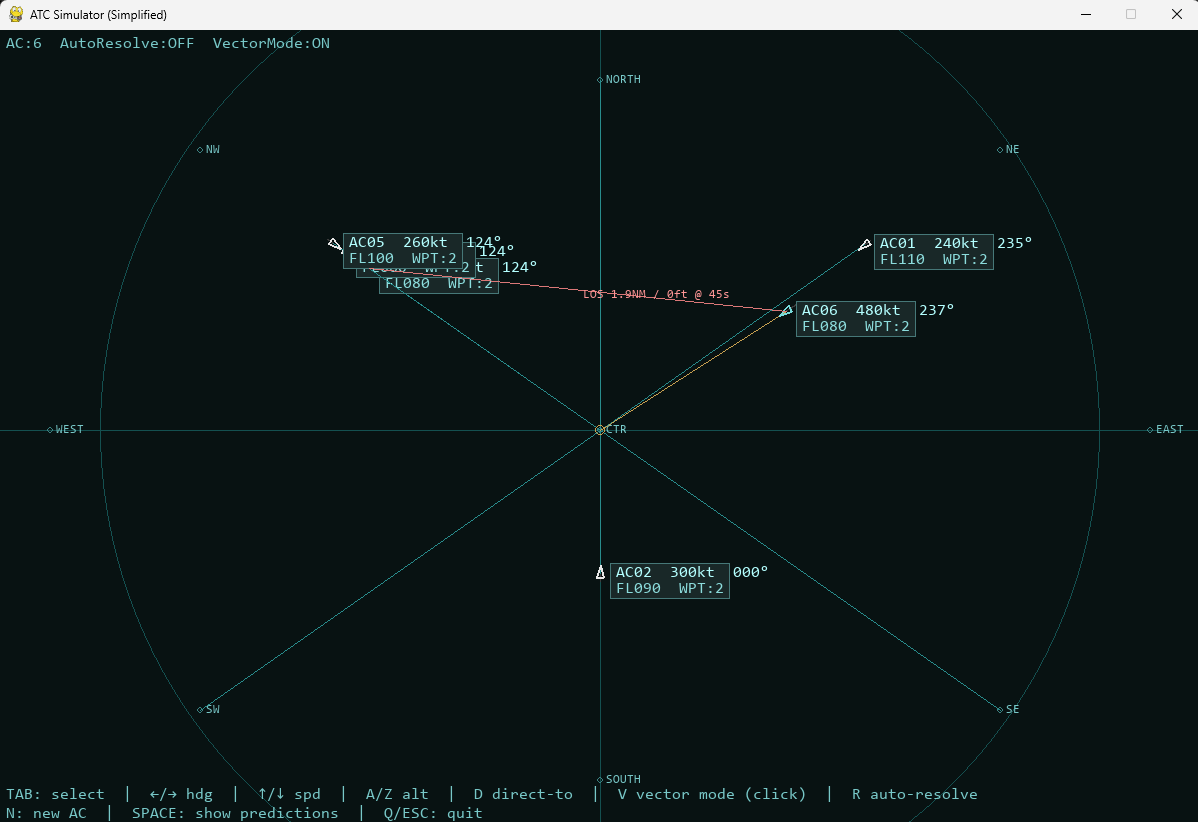 ATC Simulator (Simplified)
AC:6 AutoResolve:OFF VectorMode:ON
NORTH
NW
NE
AC05 260kt 124°
FL100 WPT:2
124°
WPT:2
t 124°
FL080 WPT:2
AC01 240kt 235°
FL110 WPT:2
LOS 1.9NM / 0ft @ 45s
AC06 480kt 237°
FL080 WPT:2
WEST
CTR
EAST
AC02 300kt 000°
FL090 WPT:2
SW
SE
SOUTH
TAB: select | ←/→ hdg | ↑/↓ spd | A/Z alt | D direct-to | V vector mode (click) | R auto-resolve
N: new AC | SPACE: show predictions | Q/ESC: quit